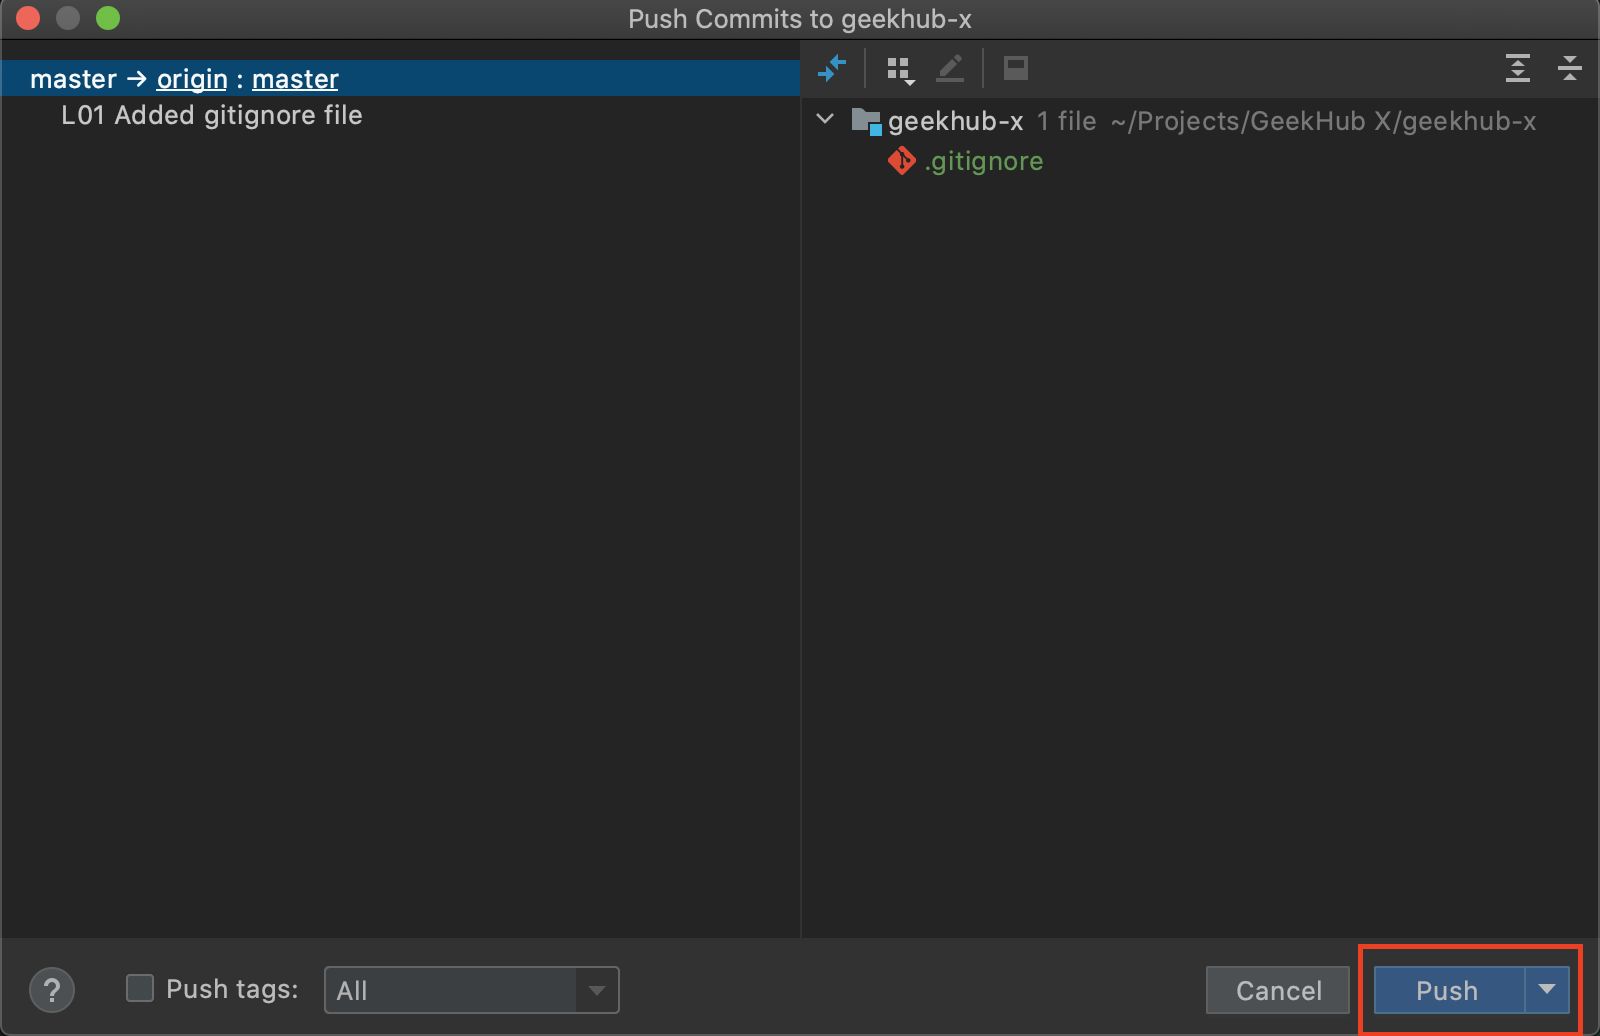 Push Commits to geekhub-x
master → origin : master
L01 Added gitignore file
geekhub-x 1 file ~/Projects/GeekHub X/geekhub-x
.gitignore
? Push tags: All Cancel Push